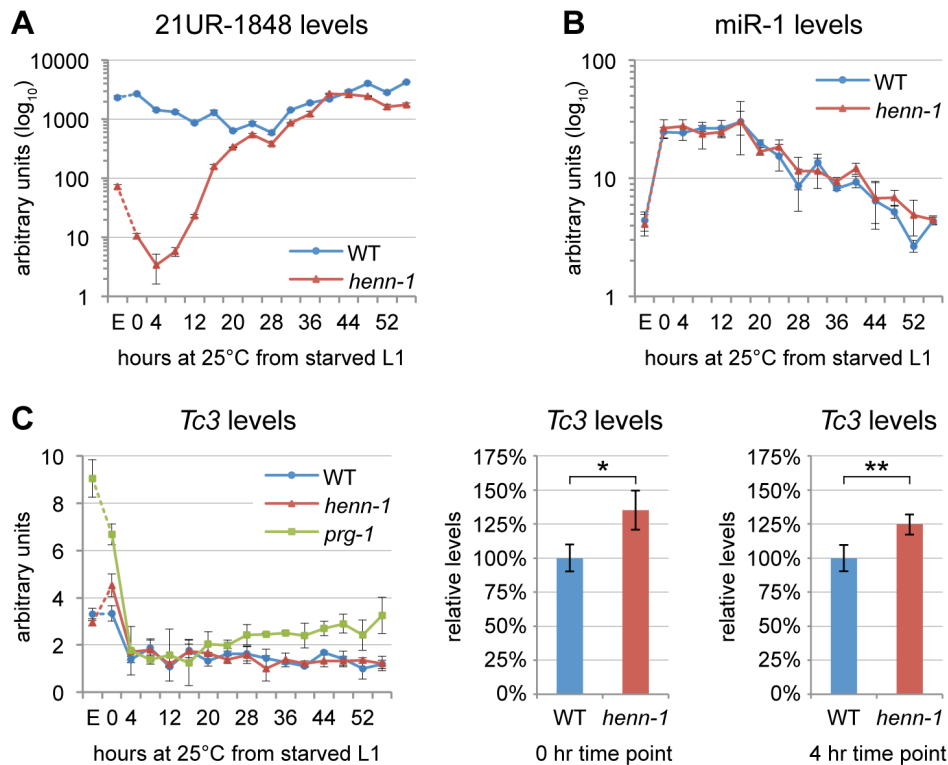 A
21UR-1848 levels
10000
1000
100
10
1
arbitrary units (log10)
WT
henn-1
E 0 4 12 20 28 36 44 52
hours at 25°C from starved L1
B
miR-1 levels
100
10
1
arbitrary units (log10)
WT
henn-1
E 0 4 12 20 28 36 44 52
hours at 25°C from starved L1
C
Tc3 levels
10
8
6
4
2
0
arbitrary units
WT
henn-1
prg-1
E 0 4 12 20 28 36 44 52
hours at 25°C from starved L1
Tc3 levels
175%
150%
125%
100%
75%
50%
25%
0%
relative levels
*
WT henn-1
0 hr time point
Tc3 levels
175%
150%
125%
100%
75%
50%
25%
0%
relative levels
**
WT henn-1
4 hr time point